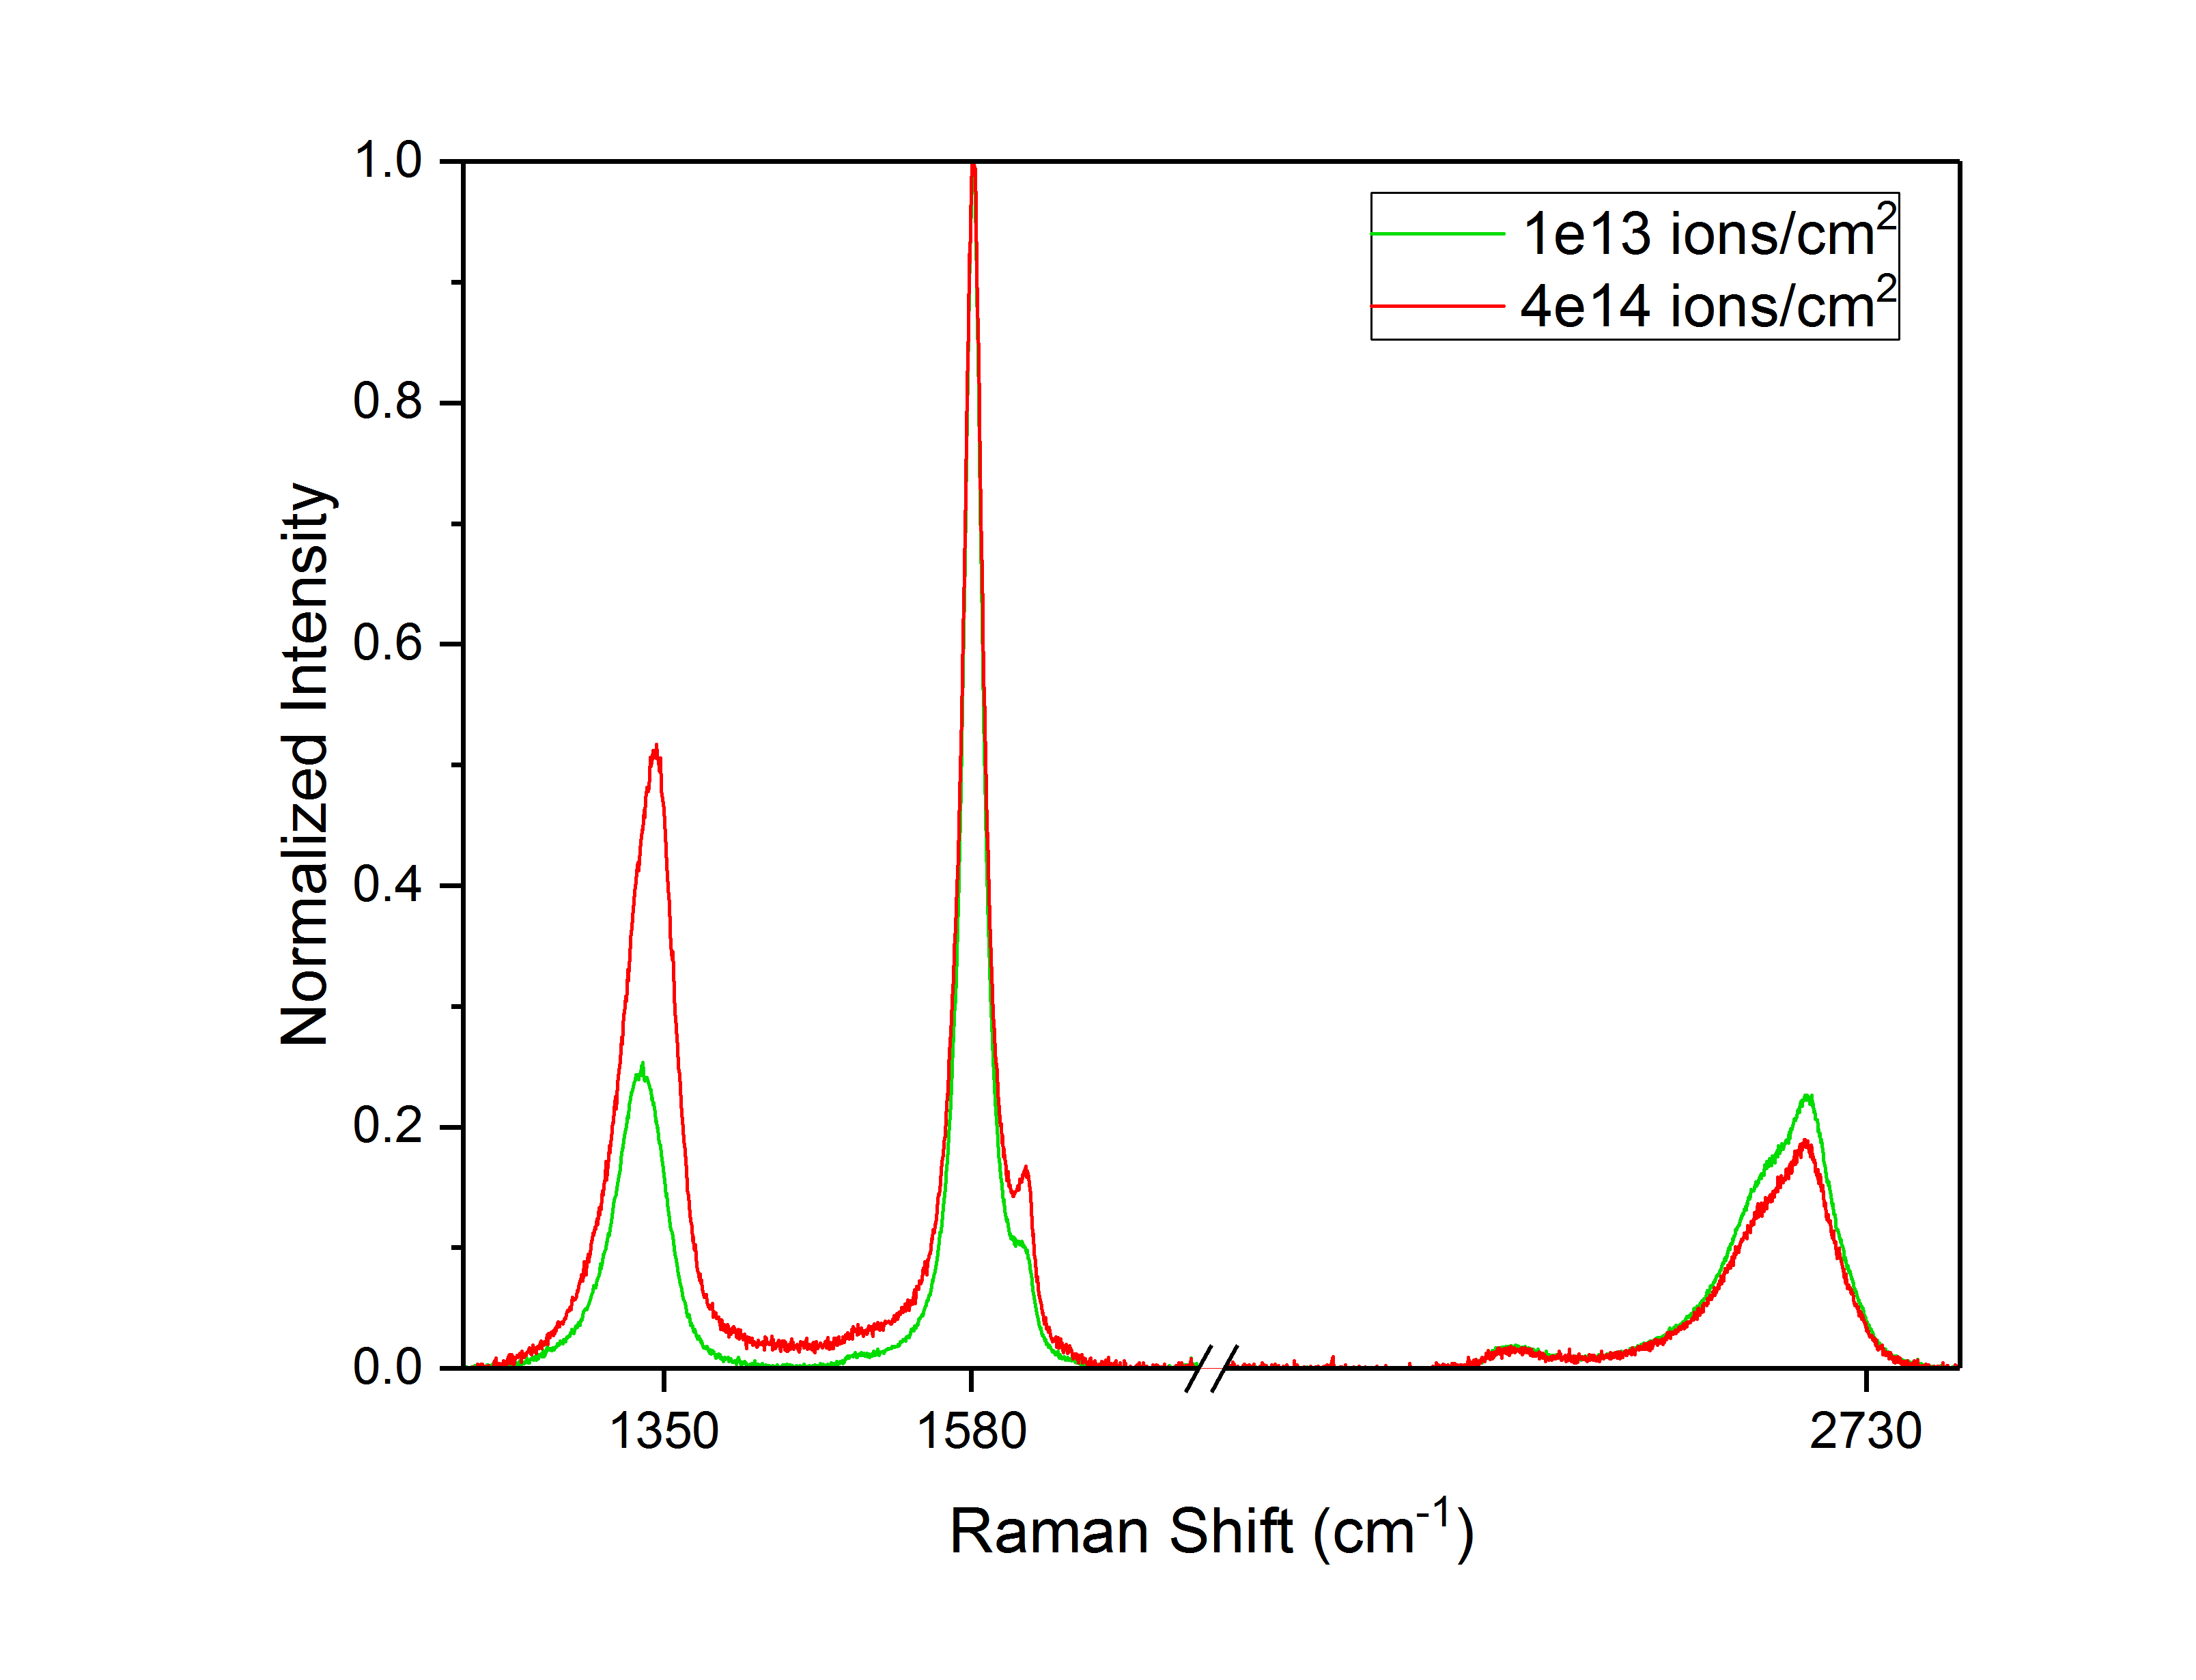 1.0
0.8
0.6
0.4
0.2
0.0
Normalized Intensity
1e13 ions/cm²
4e14 ions/cm²
1350
1580
2730
Raman Shift (cm⁻¹)